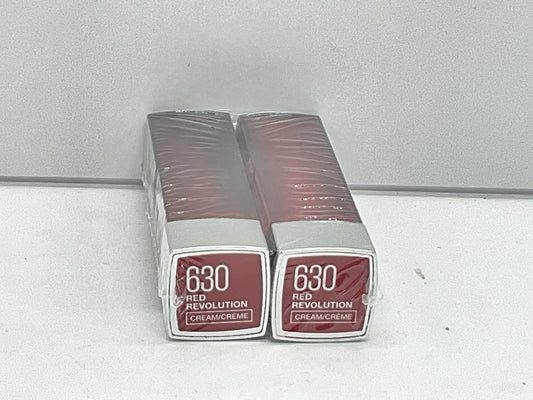 630
RED
REVOLUTION
CREAM/CRÈME
630
RED
REVOLUTION
CREAM/CRÈME